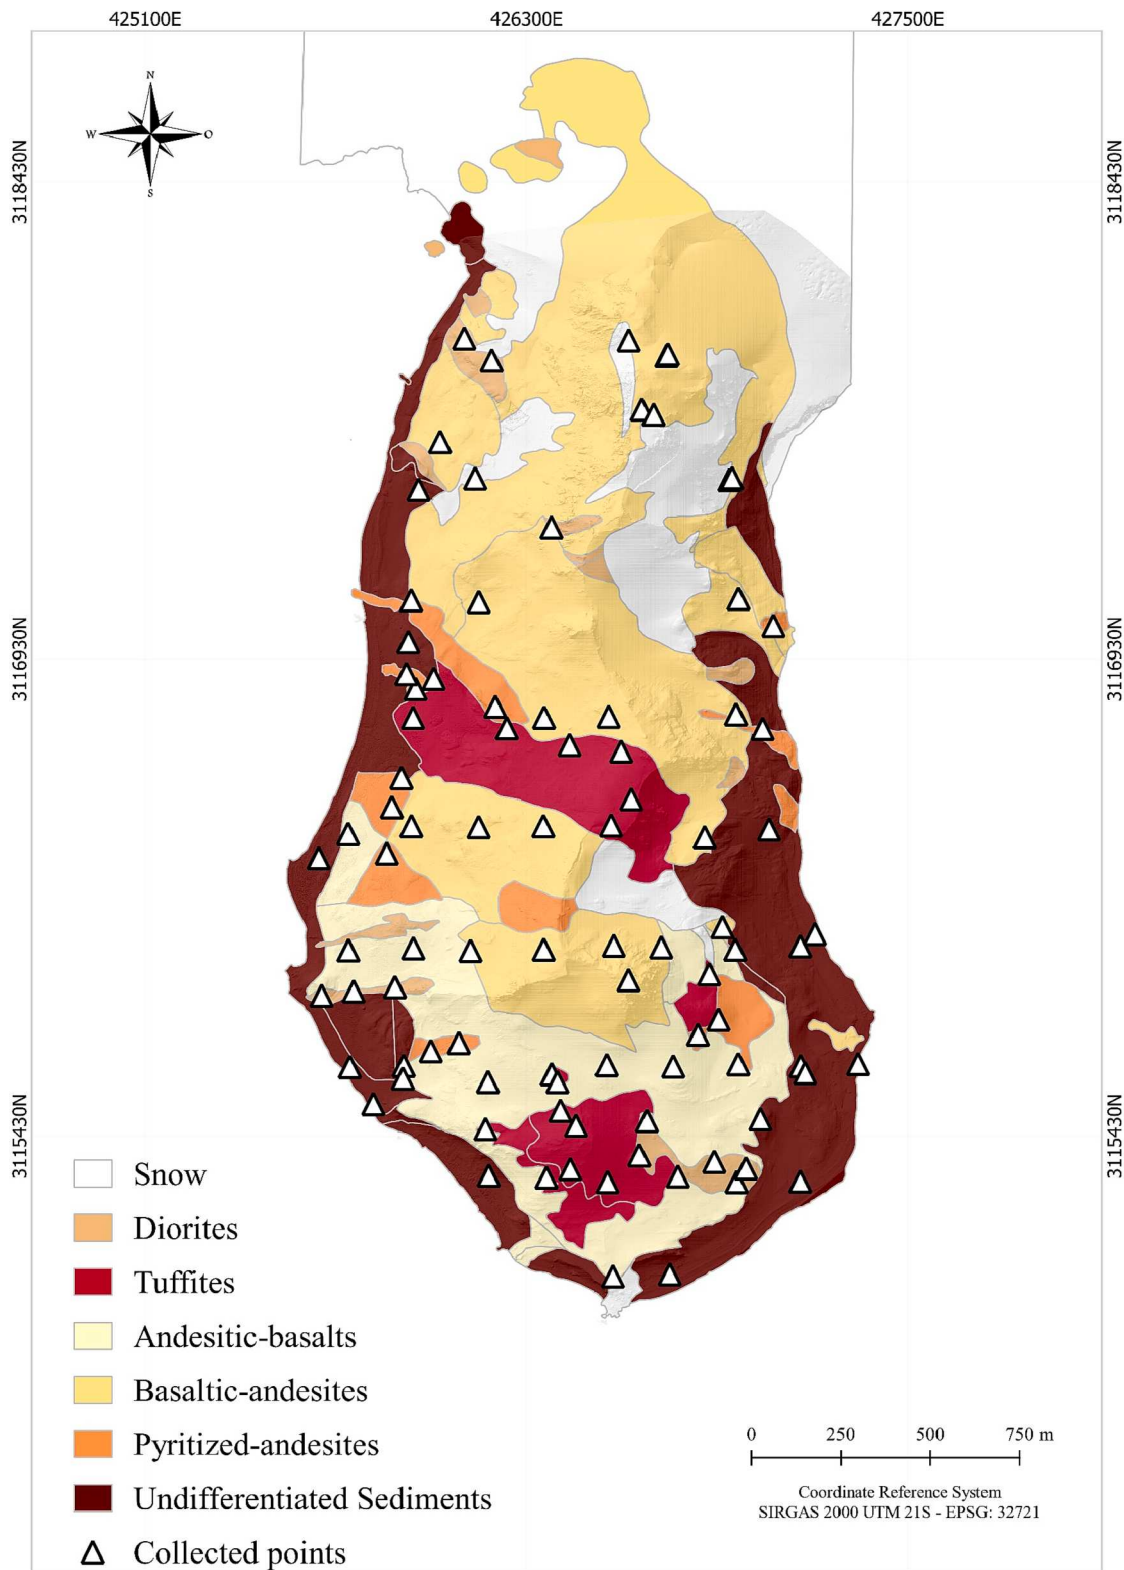 425100E 426300E 427500E
N
W O
S
3118430N 3118430N
3116930N 3116930N
3115430N 3115430N
Snow
Diorites
Tuffites
Andesitic-basalts
Basaltic-andesites
Pyritized-andesites
Undifferentiated Sediments
Collected points
0 250 500 750 m
Coordinate Reference System
SIRGAS 2000 UTM 21S - EPSG: 32721